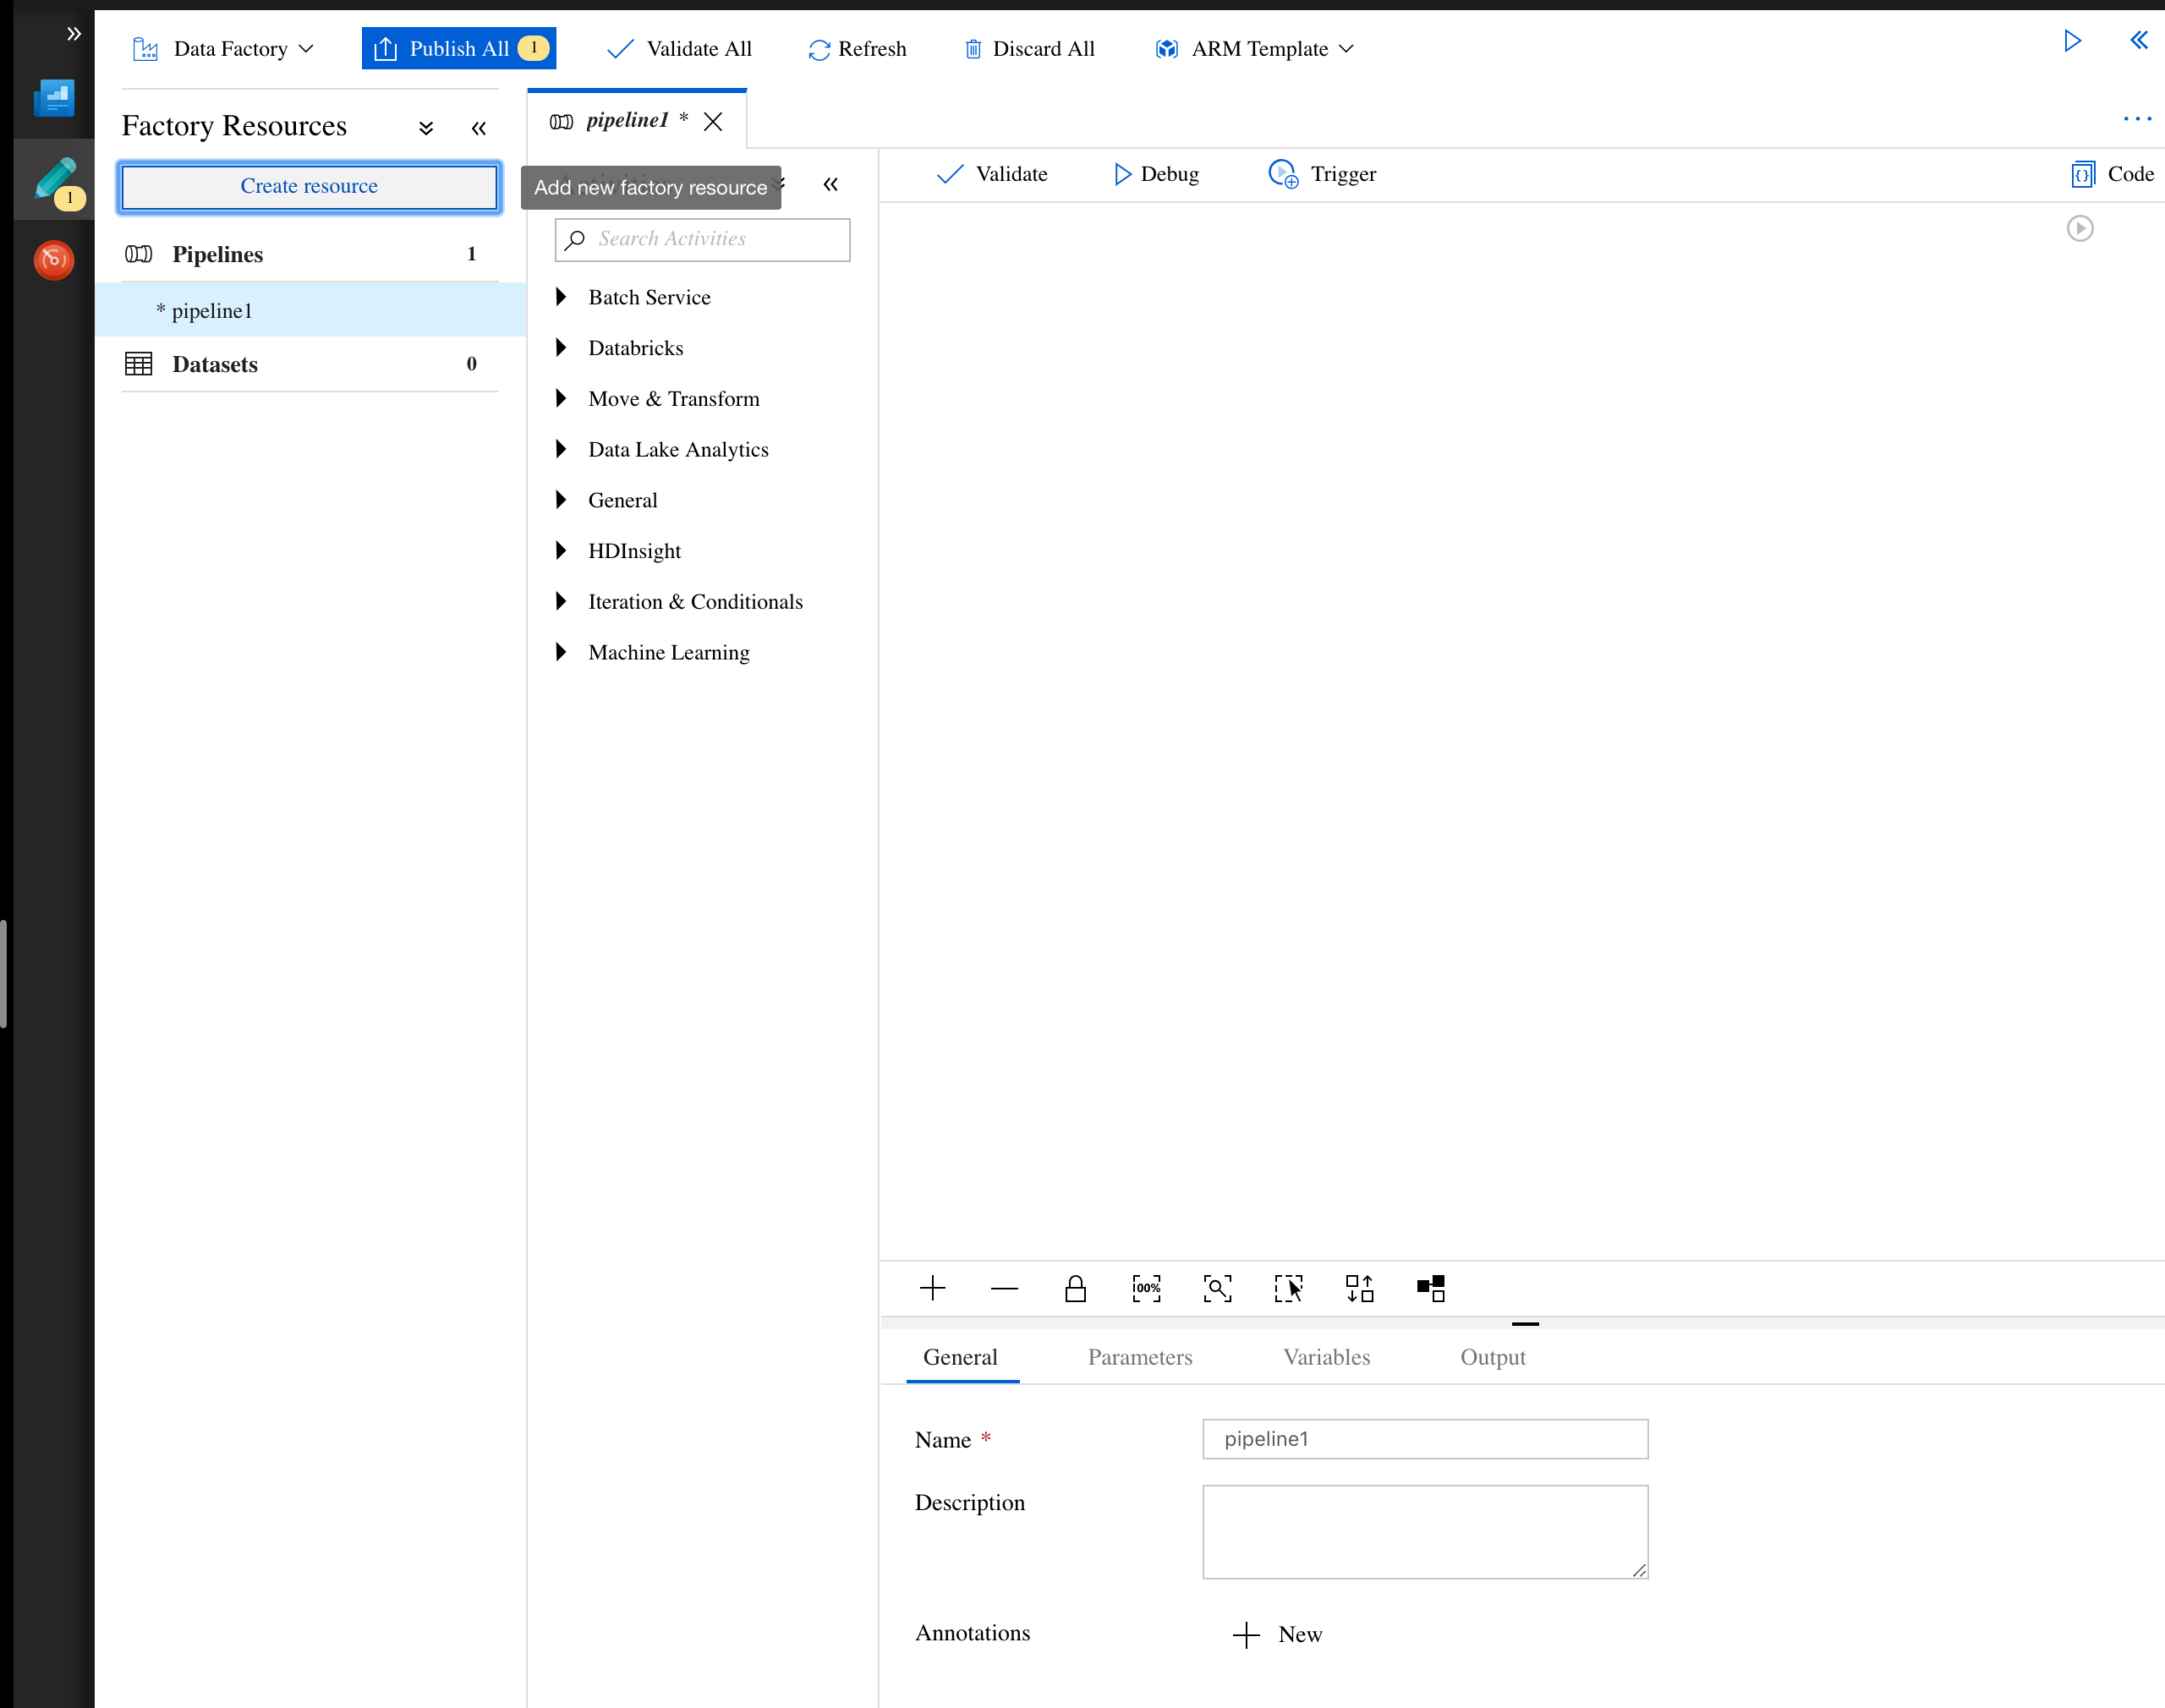 Data Factory
Publish All 1
Validate All
Refresh
Discard All
ARM Template
Factory Resources
pipeline1 *
Create resource
Add new factory resource
Validate
Debug
Trigger
Code
1
Search Activities
Pipelines 1
* pipeline1
Datasets 0
Batch Service
Databricks
Move & Transform
Data Lake Analytics
General
HDInsight
Iteration & Conditionals
Machine Learning
100%
General
Parameters
Variables
Output
Name *
pipeline1
Description
Annotations
New